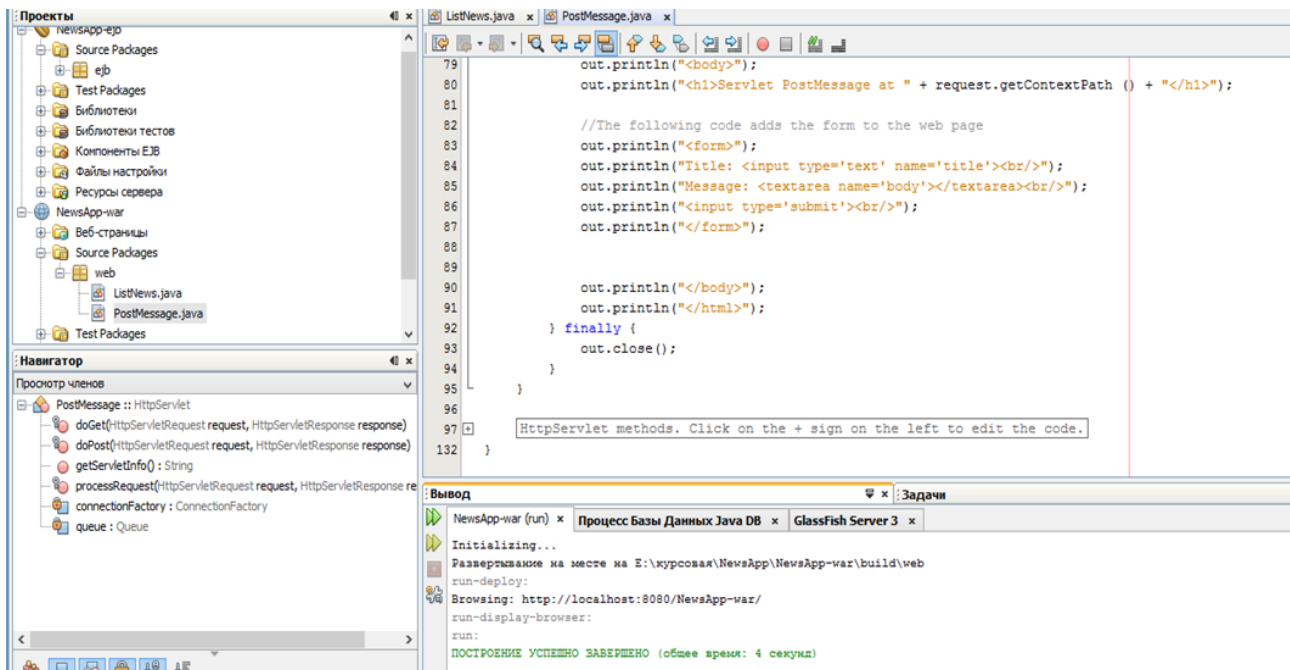 Проекты
NewsApp-ejb
Source Packages
ejb
Test Packages
Библиотеки
Библиотеки тестов
Компоненты EJB
Файлы настройки
Ресурсы сервера
NewsApp-war
Веб-страницы
Source Packages
web
ListNews.java
PostMessage.java
Test Packages
Навигатор
Просмотр членов
PostMessage :: HttpServlet
doGet(HttpServletRequest request, HttpServletResponse response)
doPost(HttpServletRequest request, HttpServletResponse response)
getServletInfo() : String
processRequest(HttpServletRequest request, HttpServletResponse re
connectionFactory : ConnectionFactory
queue : Queue
ListNews.java x PostMessage.java x
79 out.println("<body>");
80 out.println("<h1>Servlet PostMessage at " + request.getContextPath () + "</h1>");
81
82 //The following code adds the form to the web page
83 out.println("<form>");
84 out.println("Title: <input type='text' name='title'><br/>");
85 out.println("Message: <textarea name='body'></textarea><br/>");
86 out.println("<input type='submit'><br/>");
87 out.println("</form>");
88
89
90 out.println("</body>");
91 out.println("</html>");
92 } finally {
93 out.close();
94 }
95 }
96
97 HttpServlet methods. Click on the + sign on the left to edit the code.
132 }
Вывод x Задачи
NewsApp-war (run) x Процесс Базы Данных Java DB x GlassFish Server 3 x
Initializing...
Развертывание на месте на E:\курсовая\NewsApp\NewsApp-war\build\web
run-deploy:
Browsing: http://localhost:8080/NewsApp-war/
run-display-browser:
run:
ПОСТРОЕНИЕ УСПЕШНО ЗАВЕРШЕНО (общее время: 4 секунд)